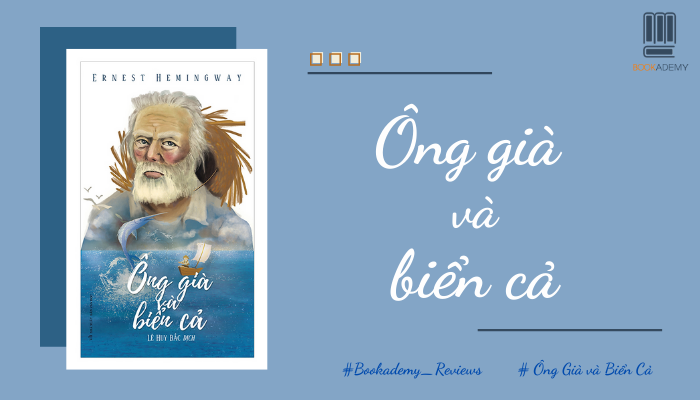 ERNEST HEMINGWAY
Ông già
và
biển cả
LÊ HUY BẮC DỊCH
BOOKADEMY
Ông già
và
biển cả
#Bookademy_Reviews
# Ông Già và Biển Cả